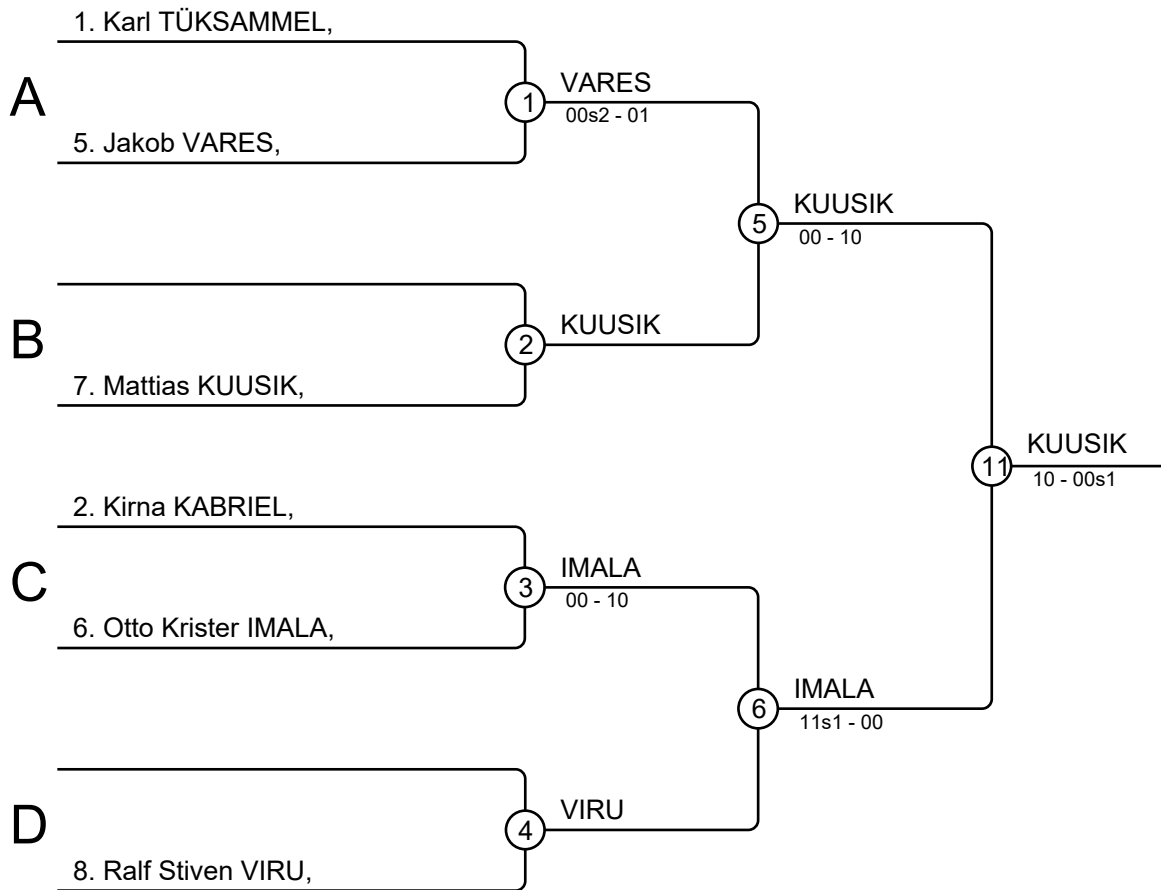 1. Karl TÜKSAMMEL,
A
1
VARES
00s2 - 01
5. Jakob VARES,
5
KUUSIK
00 - 10
B
2
KUUSIK
7. Mattias KUUSIK,
11
KUUSIK
10 - 00s1
2. Kirna KABRIEL,
C
3
IMALA
00 - 10
6. Otto Krister IMALA,
6
IMALA
11s1 - 00
D
4
VIRU
8. Ralf Stiven VIRU,